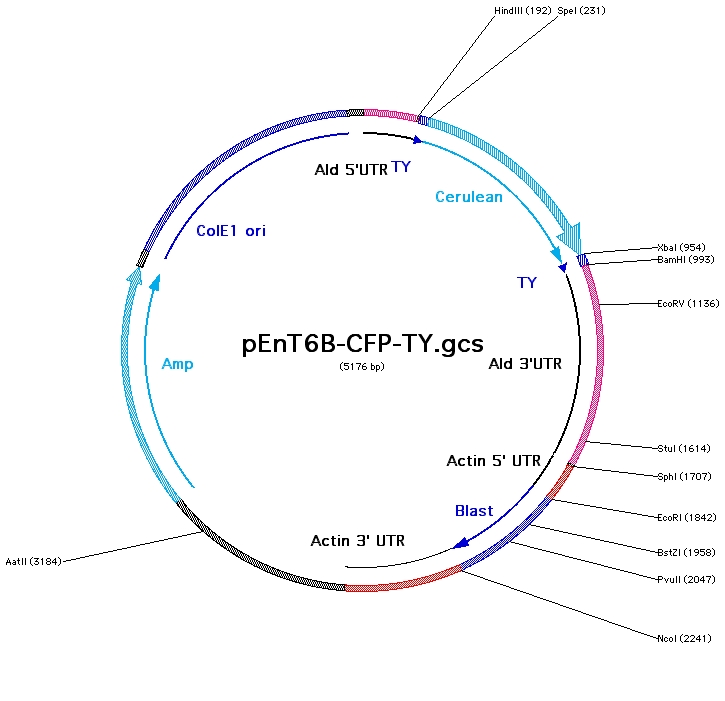 HindIII (192) SpeI (231)
Ald 5'UTR TY
Cerulean
ColE1 ori
XbaI (954)
BamHI (993)
TY
EcoRV (1136)
pEnT6B-CFP-TY.gcs
(5176 bp)
Amp
Ald 3'UTR
StuI (1614)
Actin 5' UTR
SphI (1707)
Blast
EcoRI (1842)
Actin 3' UTR
BstZI (1958)
AatII (3184)
PvuII (2047)
NcoI (2241)